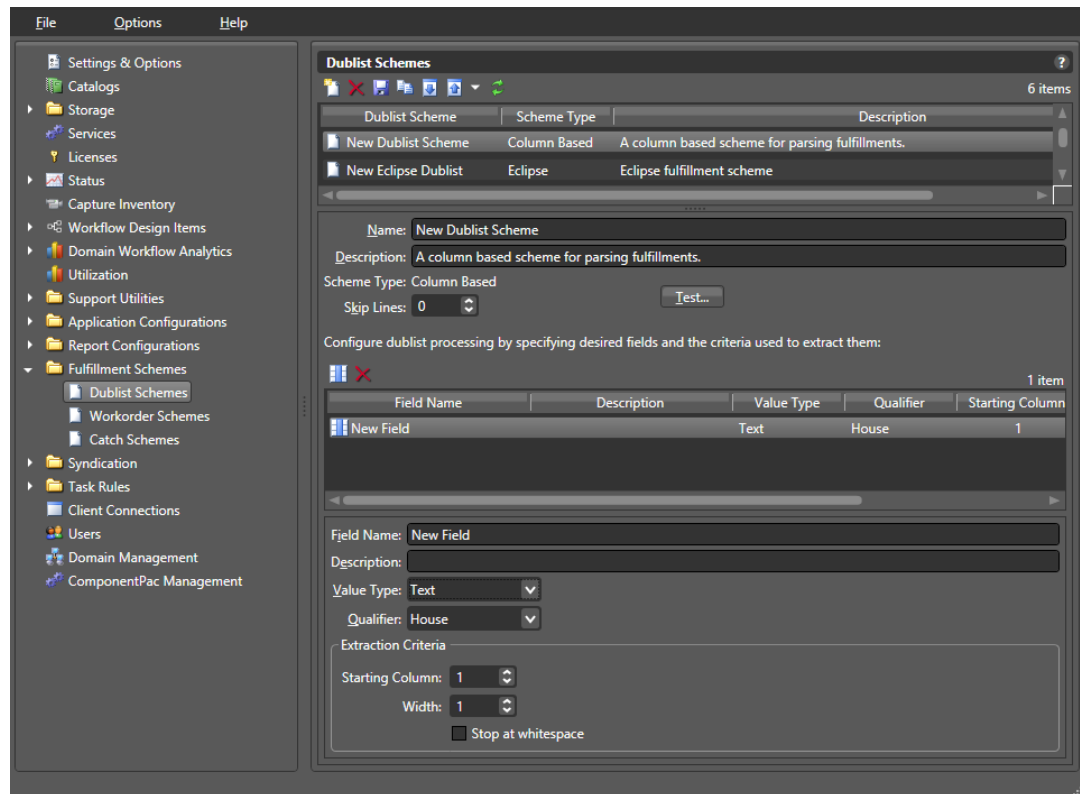 File Options Help
Settings & Options
Catalogs
Storage
Services
Licenses
Status
Capture Inventory
Workflow Design Items
Domain Workflow Analytics
Utilization
Support Utilities
Application Configurations
Report Configurations
Fulfillment Schemes
Dublist Schemes
Workorder Schemes
Catch Schemes
Syndication
Task Rules
Client Connections
Users
Domain Management
ComponentPac Management
Dublist Schemes ?
6 items
Dublist Scheme Scheme Type Description
New Dublist Scheme Column Based A column based scheme for parsing fulfillments.
New Eclipse Dublist Eclipse Eclipse fulfillment scheme
Name: New Dublist Scheme
Description: A column based scheme for parsing fulfillments.
Scheme Type: Column Based
Skip Lines: 0 Test...
Configure dublist processing by specifying desired fields and the criteria used to extract them:
1 item
Field Name Description Value Type Qualifier Starting Column
New Field Text House 1
Field Name: New Field
Description:
Value Type: Text
Qualifier: House
Extraction Criteria
Starting Column: 1
Width: 1
Stop at whitespace